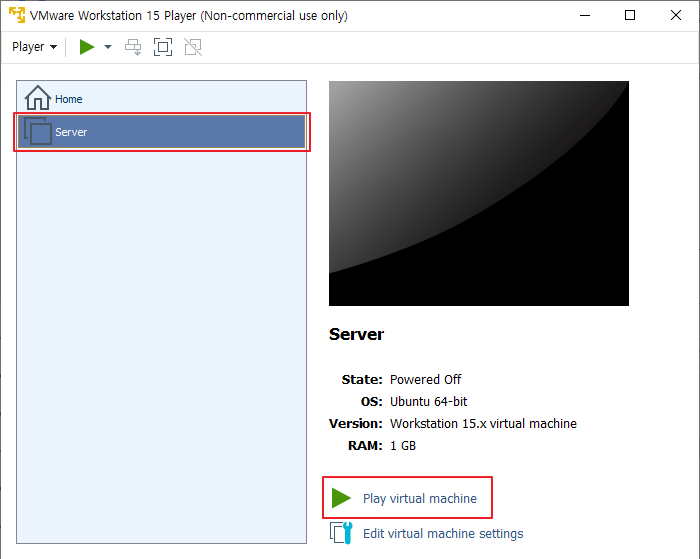 VMware Workstation 15 Player (Non-commercial use only)
Player
Home
Server
Server
State: Powered Off
OS: Ubuntu 64-bit
Version: Workstation 15.x virtual machine
RAM: 1 GB
Play virtual machine
Edit virtual machine settings